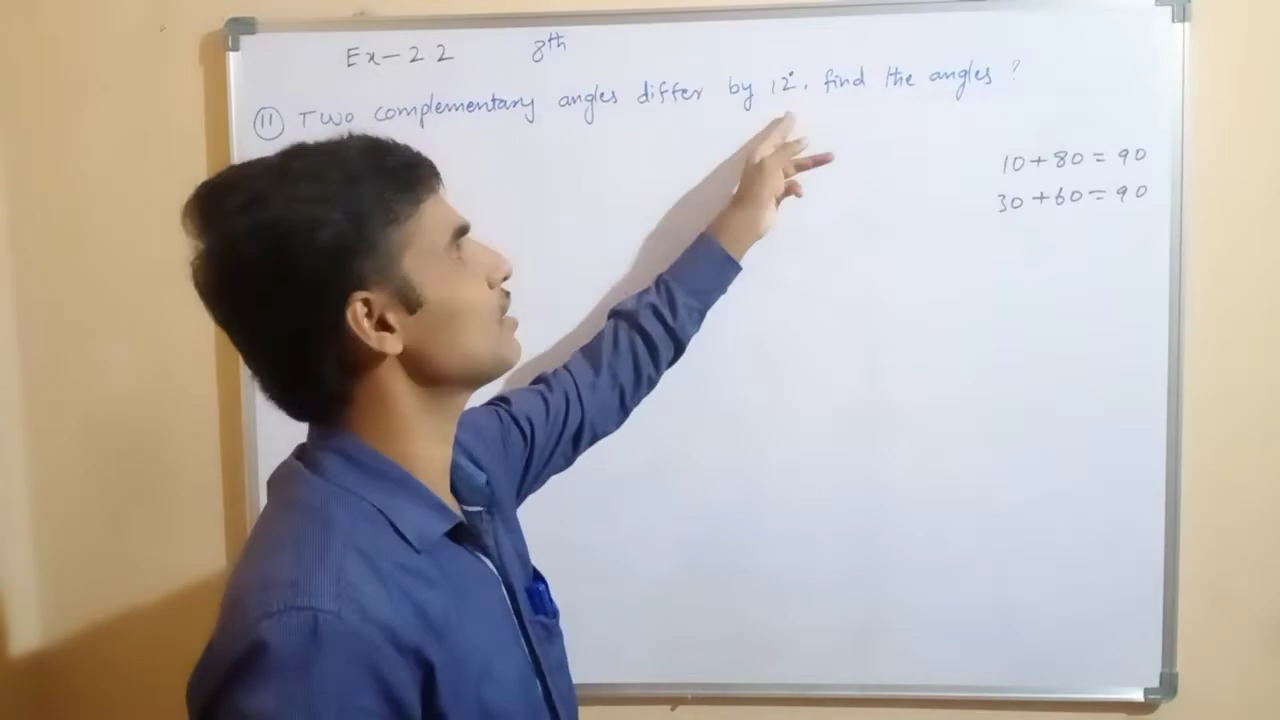 Ex-22 8th
(11) Two complementary angles differ by 12°. find the angles ?
10+80=90
30+60=90